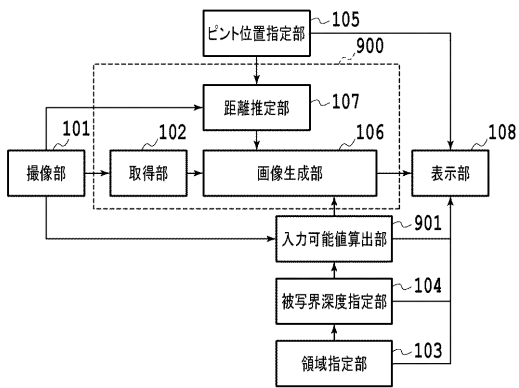 ピント位置指定部
105
900
距離推定部
107
101
102
106
108
撮像部
取得部
画像生成部
表示部
901
入力可能値算出部
104
被写界深度指定部
103
領域指定部